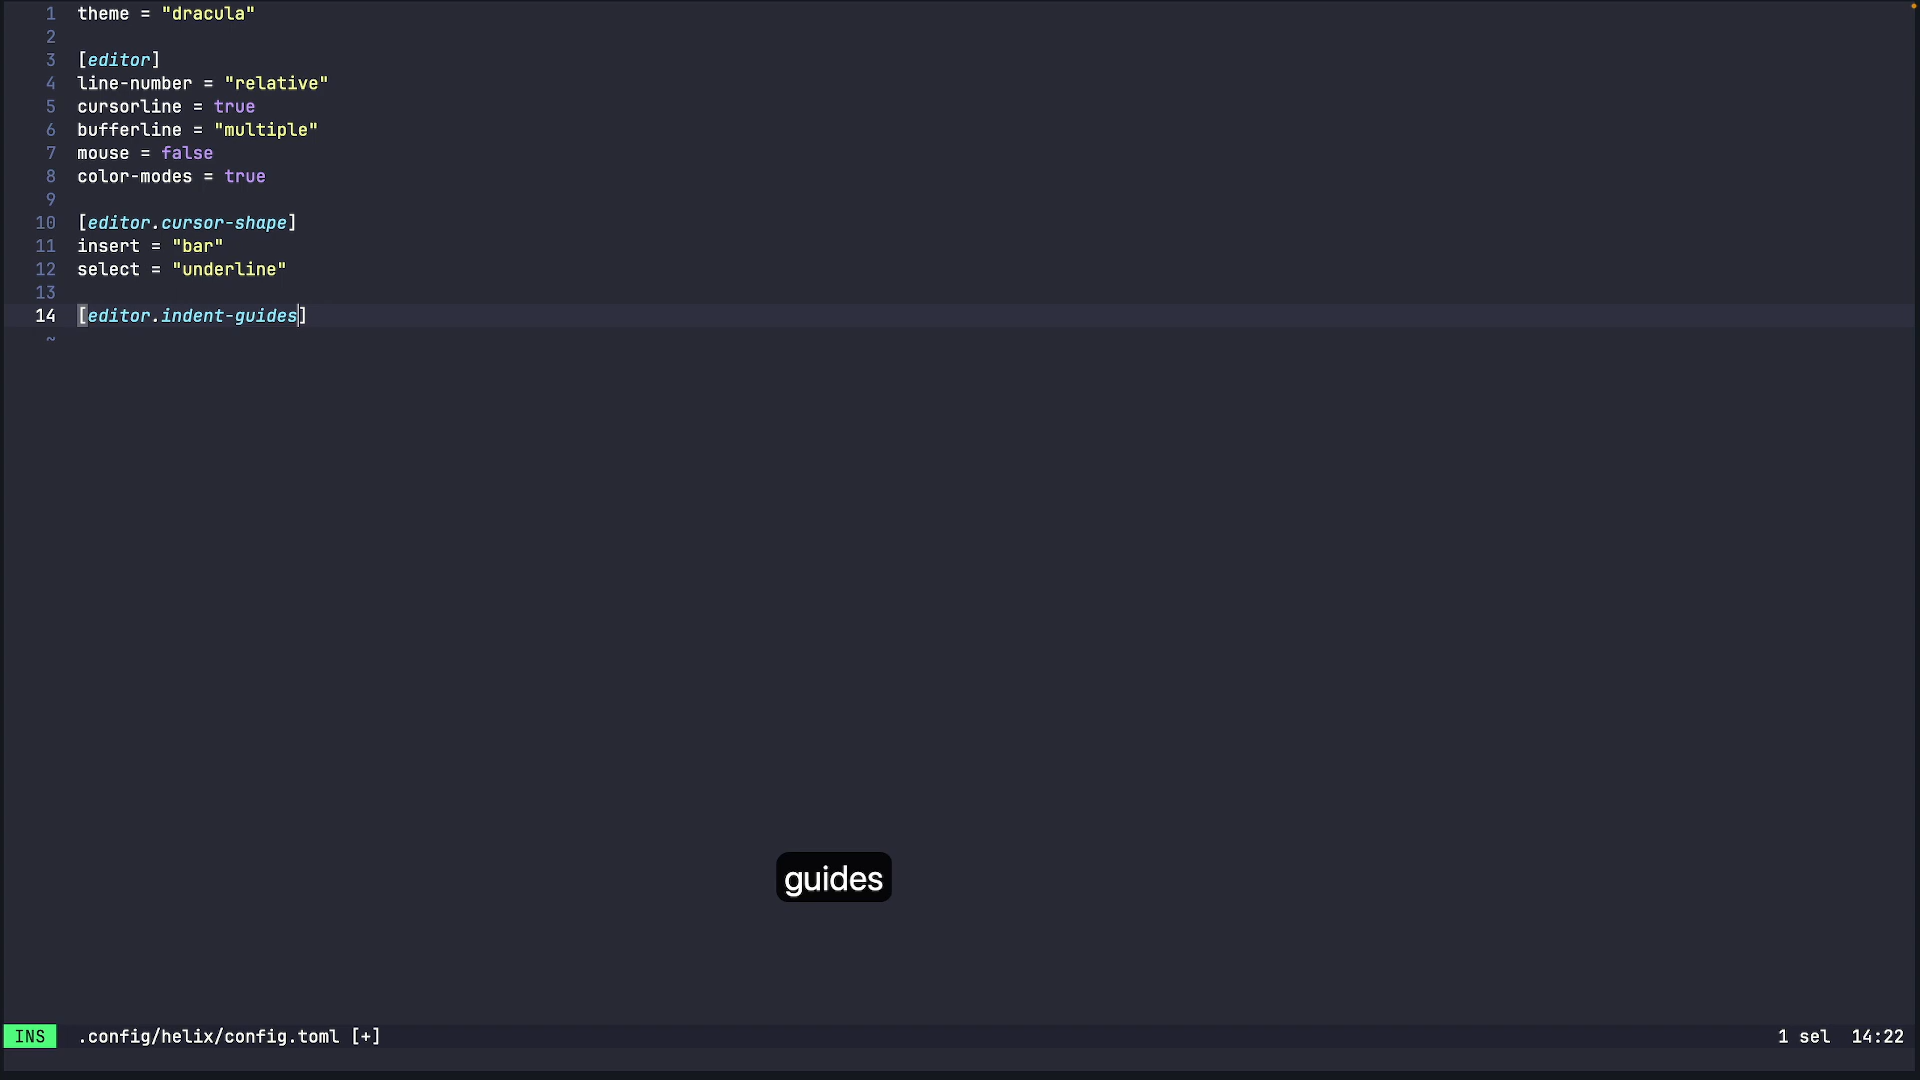 1 theme = "dracula"
2
3 [editor]
4 line-number = "relative"
5 cursorline = true
6 bufferline = "multiple"
7 mouse = false
8 color-modes = true
9
10 [editor.cursor-shape]
11 insert = "bar"
12 select = "underline"
13
14 [editor.indent-guides]
~
guides
INS .config/helix/config.toml [+] 1 sel 14:22